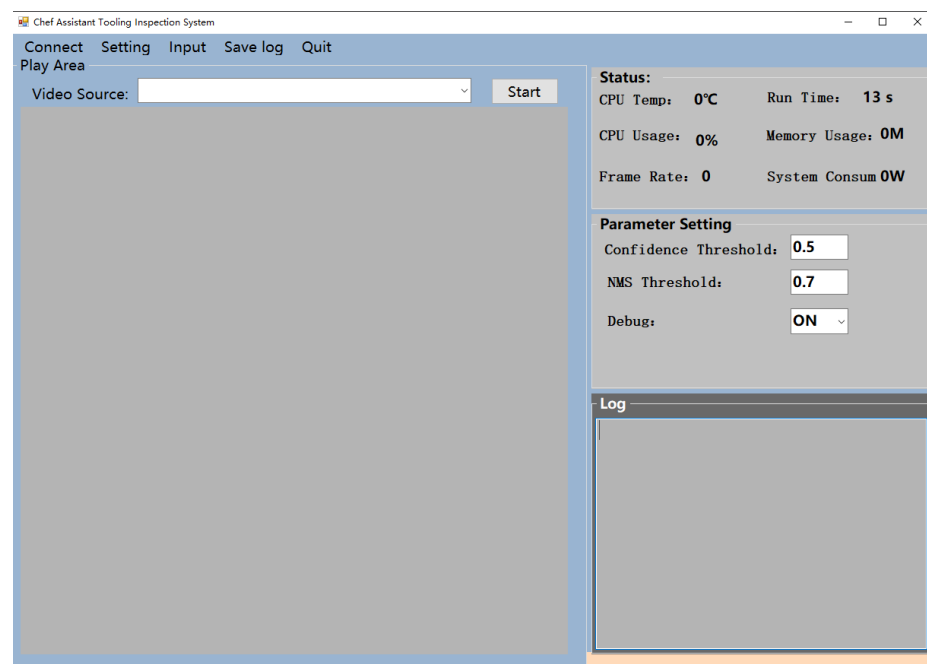 Chef Assistant Tooling Inspection System
Connect Setting Input Save log Quit
Play Area
Video Source:
Start
Status:
CPU Temp: 0℃ Run Time: 13 s
CPU Usage: 0% Memory Usage: 0M
Frame Rate: 0 System Consum 0W
Parameter Setting
Confidence Threshold: 0.5
NMS Threshold: 0.7
Debug: ON
Log